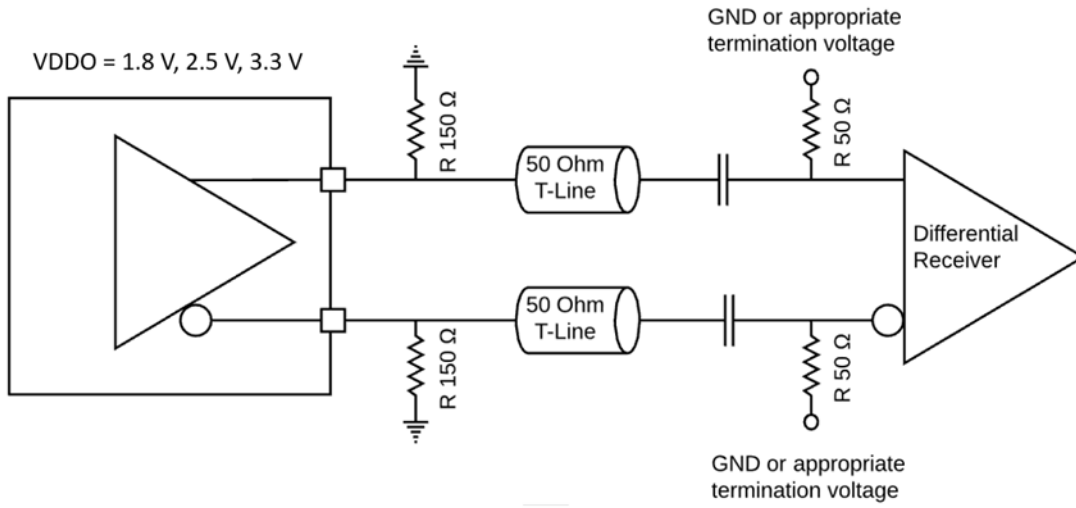 GND or appropriate
termination voltage
VDDO = 1.8 V, 2.5 V, 3.3 V
R 150 Ω
R 50 Ω
50 Ohm
T-Line
Differential
Receiver
50 Ohm
T-Line
R 150 Ω
R 50 Ω
GND or appropriate
termination voltage